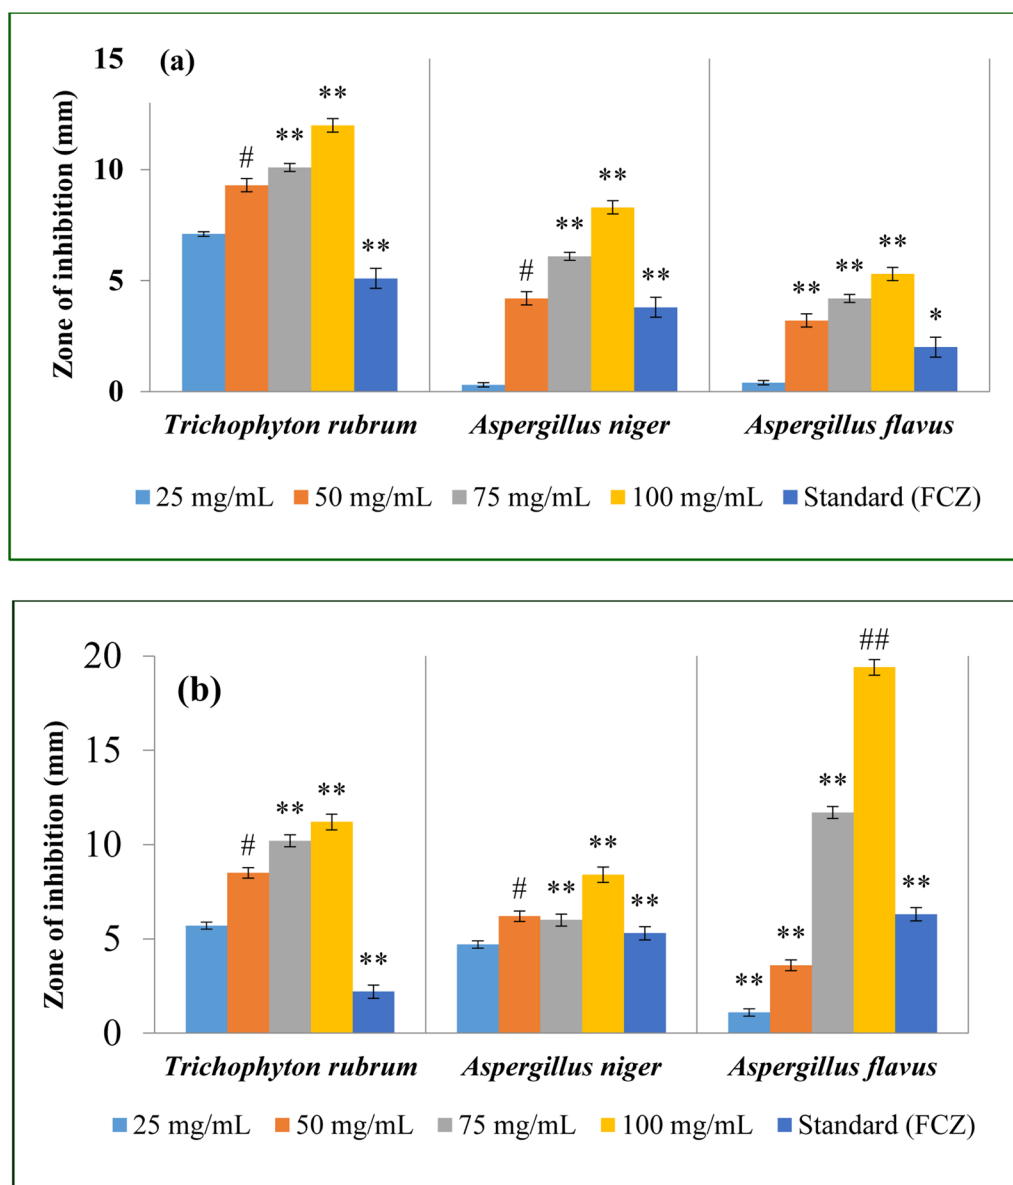 (a)
Zone of inhibition (mm)
15
10
5
0
#
**
**
**
#
**
**
**
**
**
**
*
Trichophyton rubrum
Aspergillus niger
Aspergillus flavus
25 mg/mL
50 mg/mL
75 mg/mL
100 mg/mL
Standard (FCZ)
(b)
Zone of inhibition (mm)
20
15
10
5
0
#
**
**
**
#
**
**
**
**
**
**
##
**
Trichophyton rubrum
Aspergillus niger
Aspergillus flavus
25 mg/mL
50 mg/mL
75 mg/mL
100 mg/mL
Standard (FCZ)